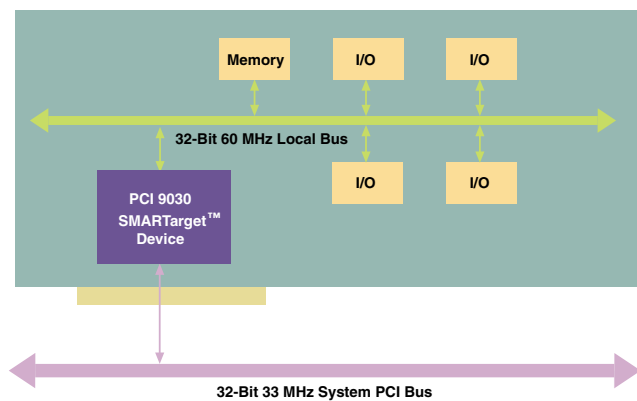 Memory
I/O
I/O
32-Bit 60 MHz Local Bus
I/O
I/O
PCI 9030
SMARTarget™
Device
32-Bit 33 MHz System PCI Bus